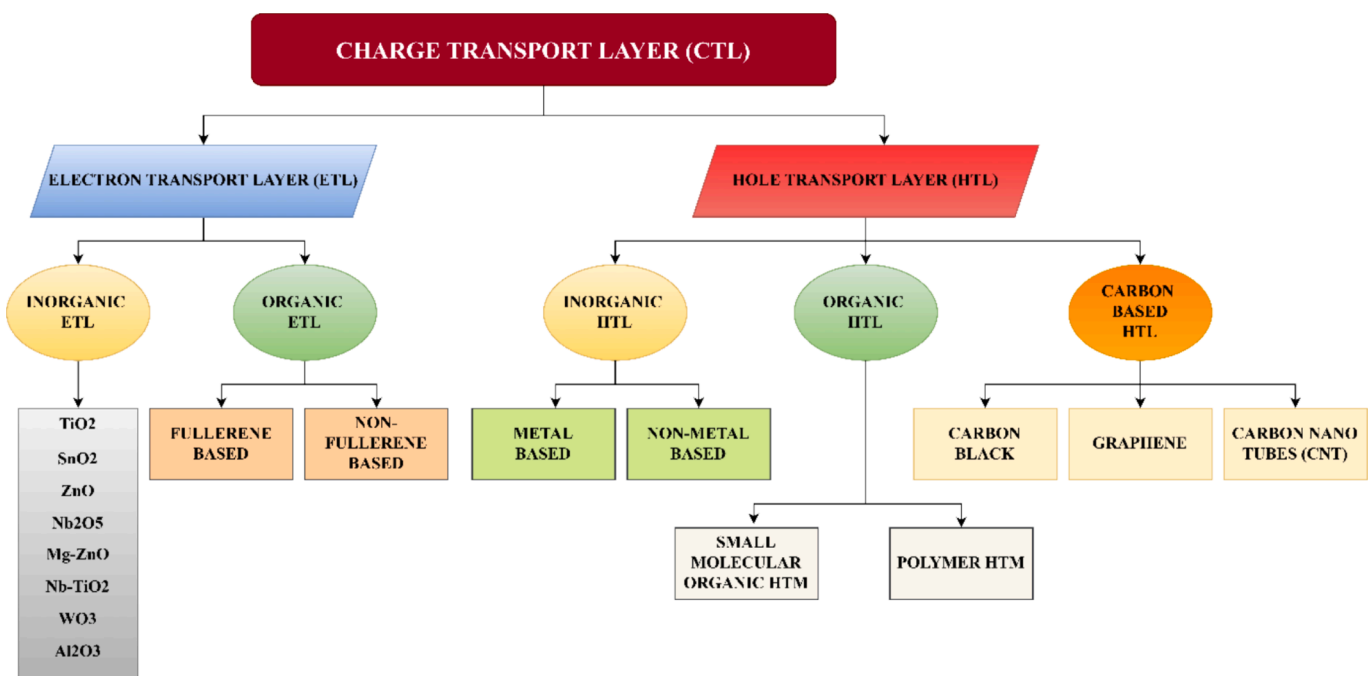 CHARGE TRANSPORT LAYER (CTL)
ELECTRON TRANSPORT LAYER (ETL)
HOLE TRANSPORT LAYER (HTL)
INORGANIC
ETL
ORGANIC
ETL
INORGANIC
HTL
ORGANIC
HTL
CARBON
BASED
HTL
TiO2
SnO2
ZnO
Nb2O5
Mg-ZnO
Nb-TiO2
WO3
Al2O3
FULLERENE
BASED
NON-
FULLERENE
BASED
METAL
BASED
NON-METAL
BASED
CARBON
BLACK
GRAPHENE
CARBON NANO
TUBES (CNT)
SMALL
MOLECULAR
ORGANIC HTM
POLYMER HTM